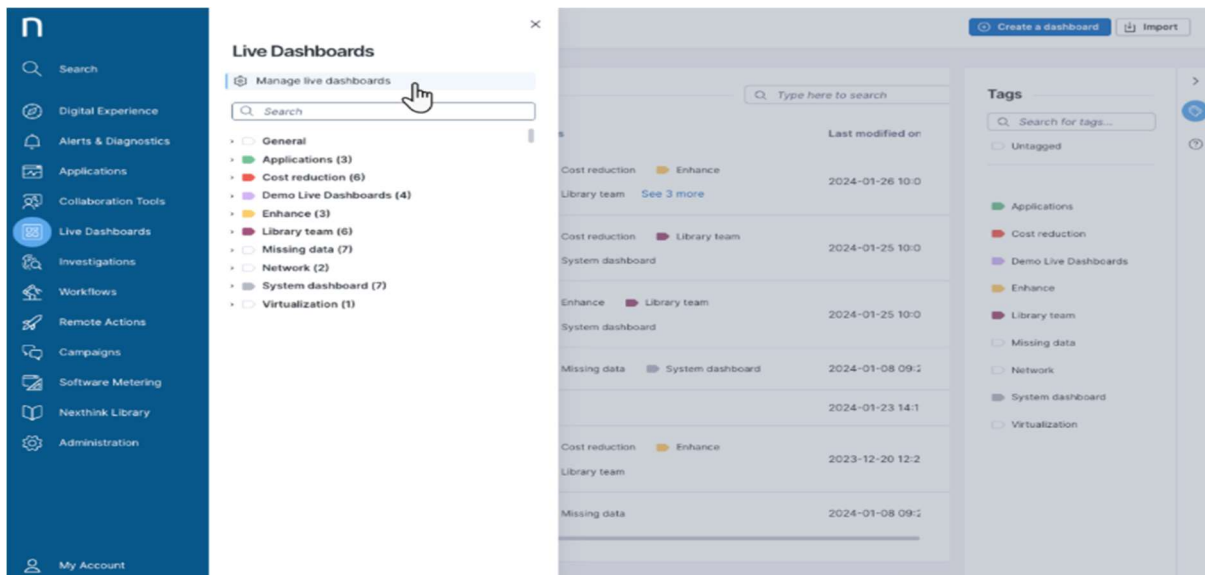 n
Search
Digital Experience
Alerts & Diagnostics
Applications
Collaboration Tools
Live Dashboards
Investigations
Workflows
Remote Actions
Campaigns
Software Metering
Nexthink Library
Administration
My Account
Live Dashboards
Manage live dashboards
Search
General
Applications (3)
Cost reduction (6)
Demo Live Dashboards (4)
Enhance (3)
Library team (6)
Missing data (7)
Network (2)
System dashboard (7)
Virtualization (1)
Create a dashboard Import
Type here to search
s Last modified or
Cost reduction Enhance
Library team See 3 more
2024-01-26 10:0
Cost reduction Library team
System dashboard
2024-01-25 10:0
Enhance Library team
System dashboard
2024-01-25 10:0
Missing data System dashboard 2024-01-08 09:2
2024-01-23 14:1
Cost reduction Enhance
Library team
2023-12-20 12:2
Missing data 2024-01-08 09:2
Tags
Search for tags...
Untagged
Applications
Cost reduction
Demo Live Dashboards
Enhance
Library team
Missing data
Network
System dashboard
Virtualization